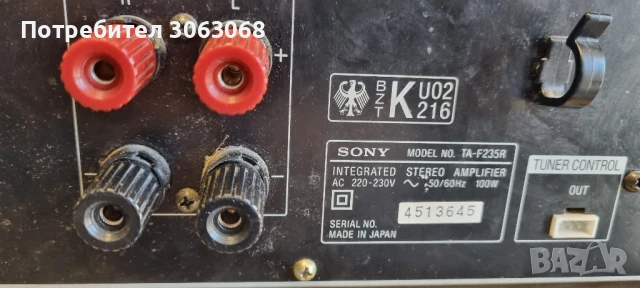 Потребител 3063068
R L
+
−
BZT K U02
216
SONY MODEL NO. TA-F235R
INTEGRATED STEREO AMPLIFIER
AC 220-230V ~ 50/60Hz 100W
4513645
SERIAL NO.
MADE IN JAPAN
TUNER CONTROL
OUT
BAZAR